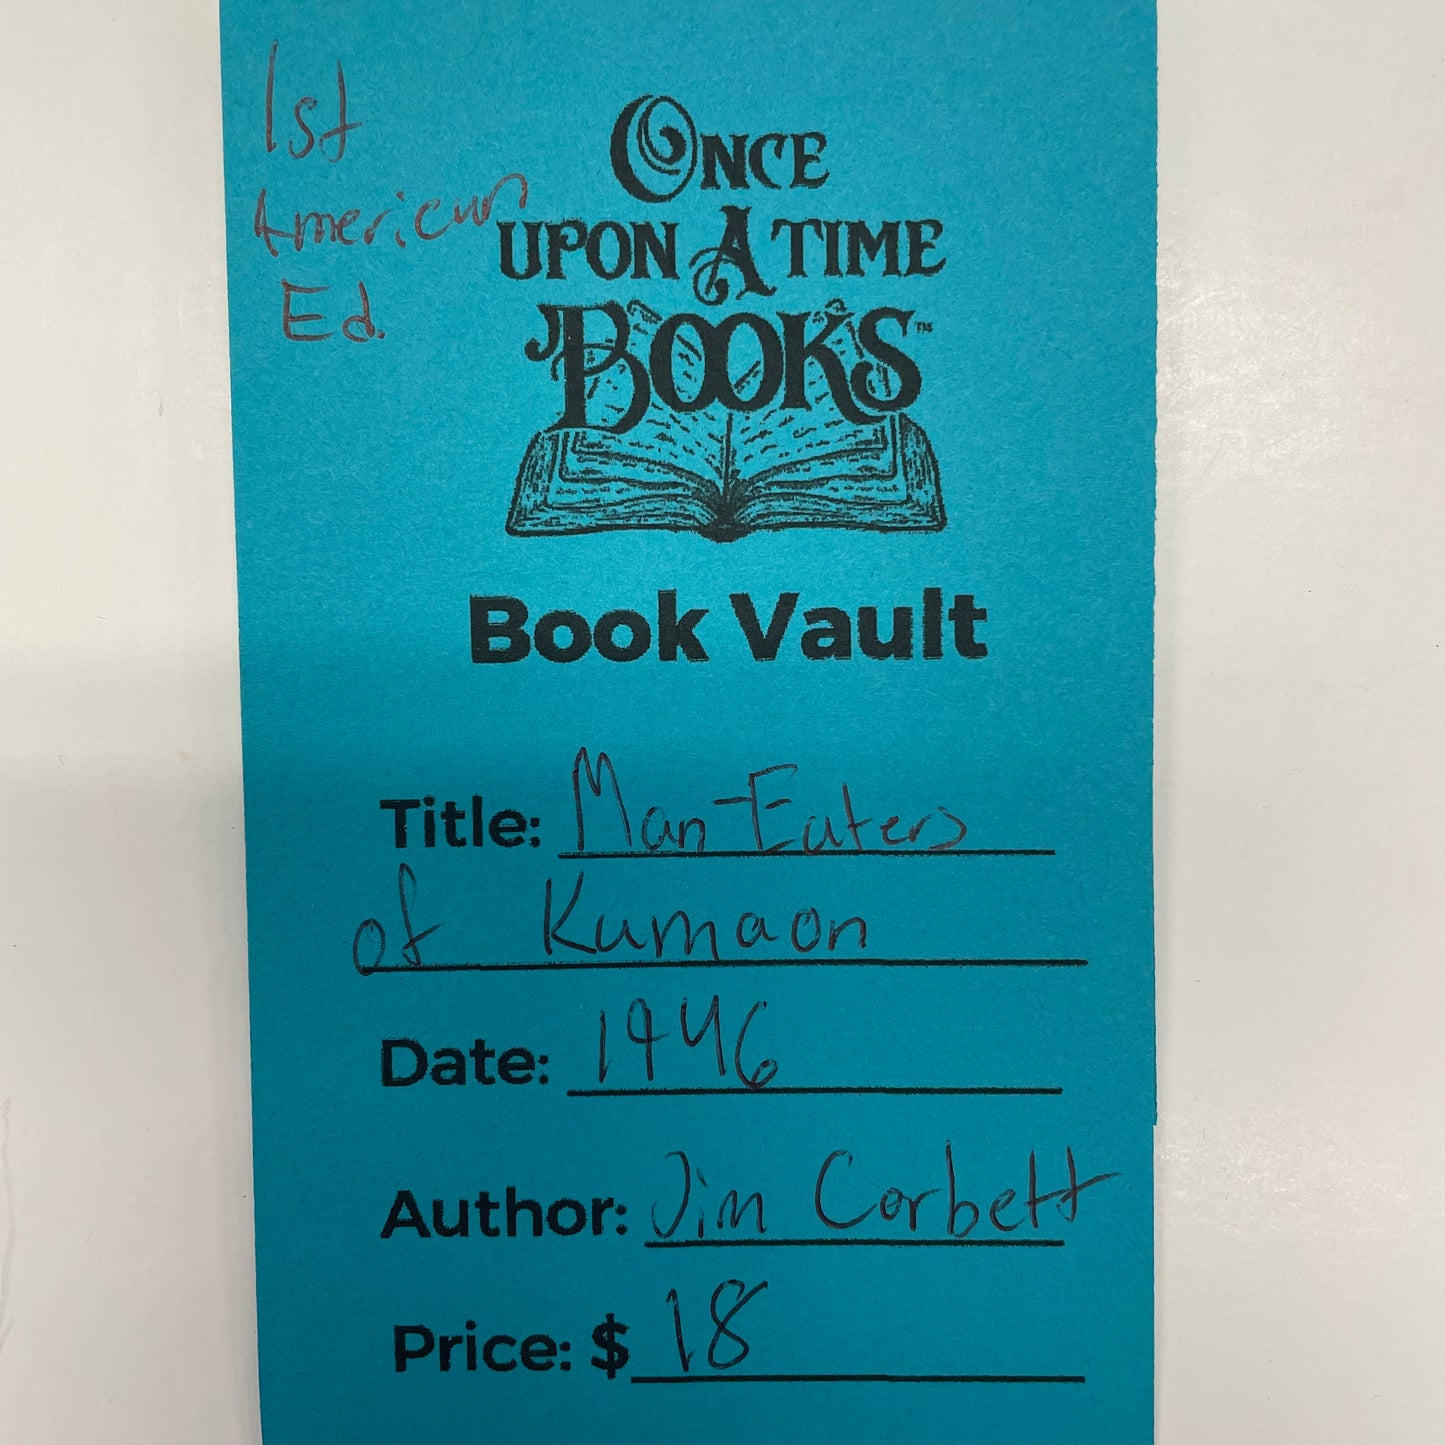 1st
American
Ed.
ONCE
UPON A TIME
BOOKS™
Book Vault
Title: Man-Eaters
of Kumaon
Date: 1946
Author: Jim Corbett
Price: $ 18